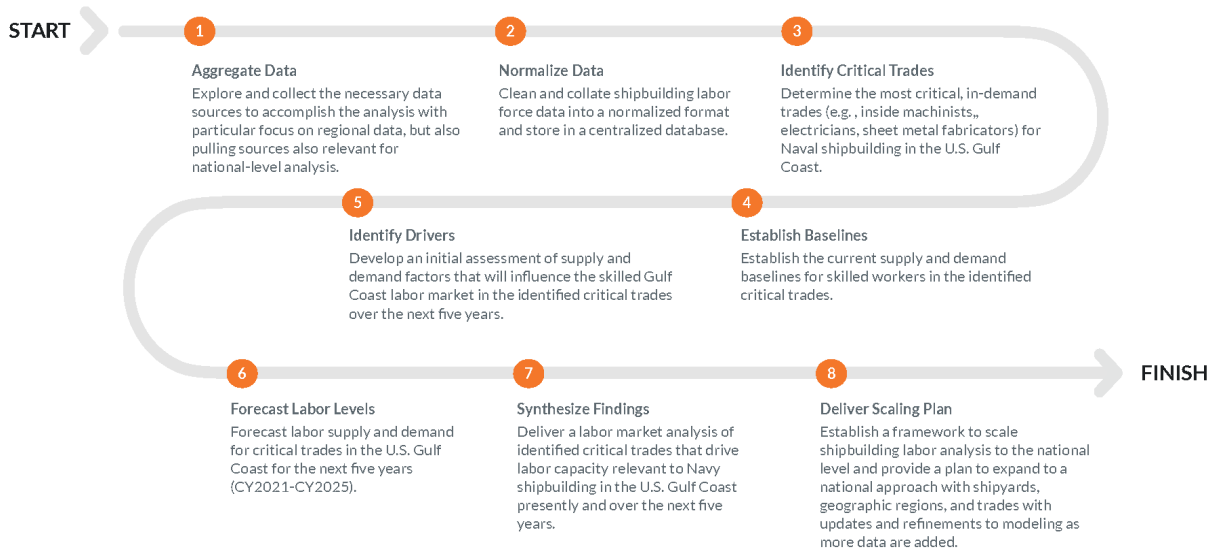 START
1
Aggregate Data
Explore and collect the necessary data
sources to accomplish the analysis with
particular focus on regional data, but also
pulling sources also relevant for
national-level analysis.
2
Normalize Data
Clean and collate shipbuilding labor
force data into a normalized format
and store in a centralized database.
3
Identify Critical Trades
Determine the most critical, in-demand
trades (e.g. , inside machinists,,
electricians, sheet metal fabricators) for
Naval shipbuilding in the U.S. Gulf
Coast.
4
Establish Baselines
Establish the current supply and demand
baselines for skilled workers in the identified
critical trades.
5
Identify Drivers
Develop an initial assessment of supply and
demand factors that will influence the skilled Gulf
Coast labor market in the identified critical trades
over the next five years.
6
Forecast Labor Levels
Forecast labor supply and demand
for critical trades in the U.S. Gulf
Coast for the next five years
(CY2021-CY2025).
7
Synthesize Findings
Deliver a labor market analysis of
identified critical trades that drive
labor capacity relevant to Navy
shipbuilding in the U.S. Gulf Coast
presently and over the next five
years.
8
Deliver Scaling Plan
Establish a framework to scale
shipbuilding labor analysis to the national
level and provide a plan to expand to a
national approach with shipyards,
geographic regions, and trades with
updates and refinements to modeling as
more data are added.
FINISH